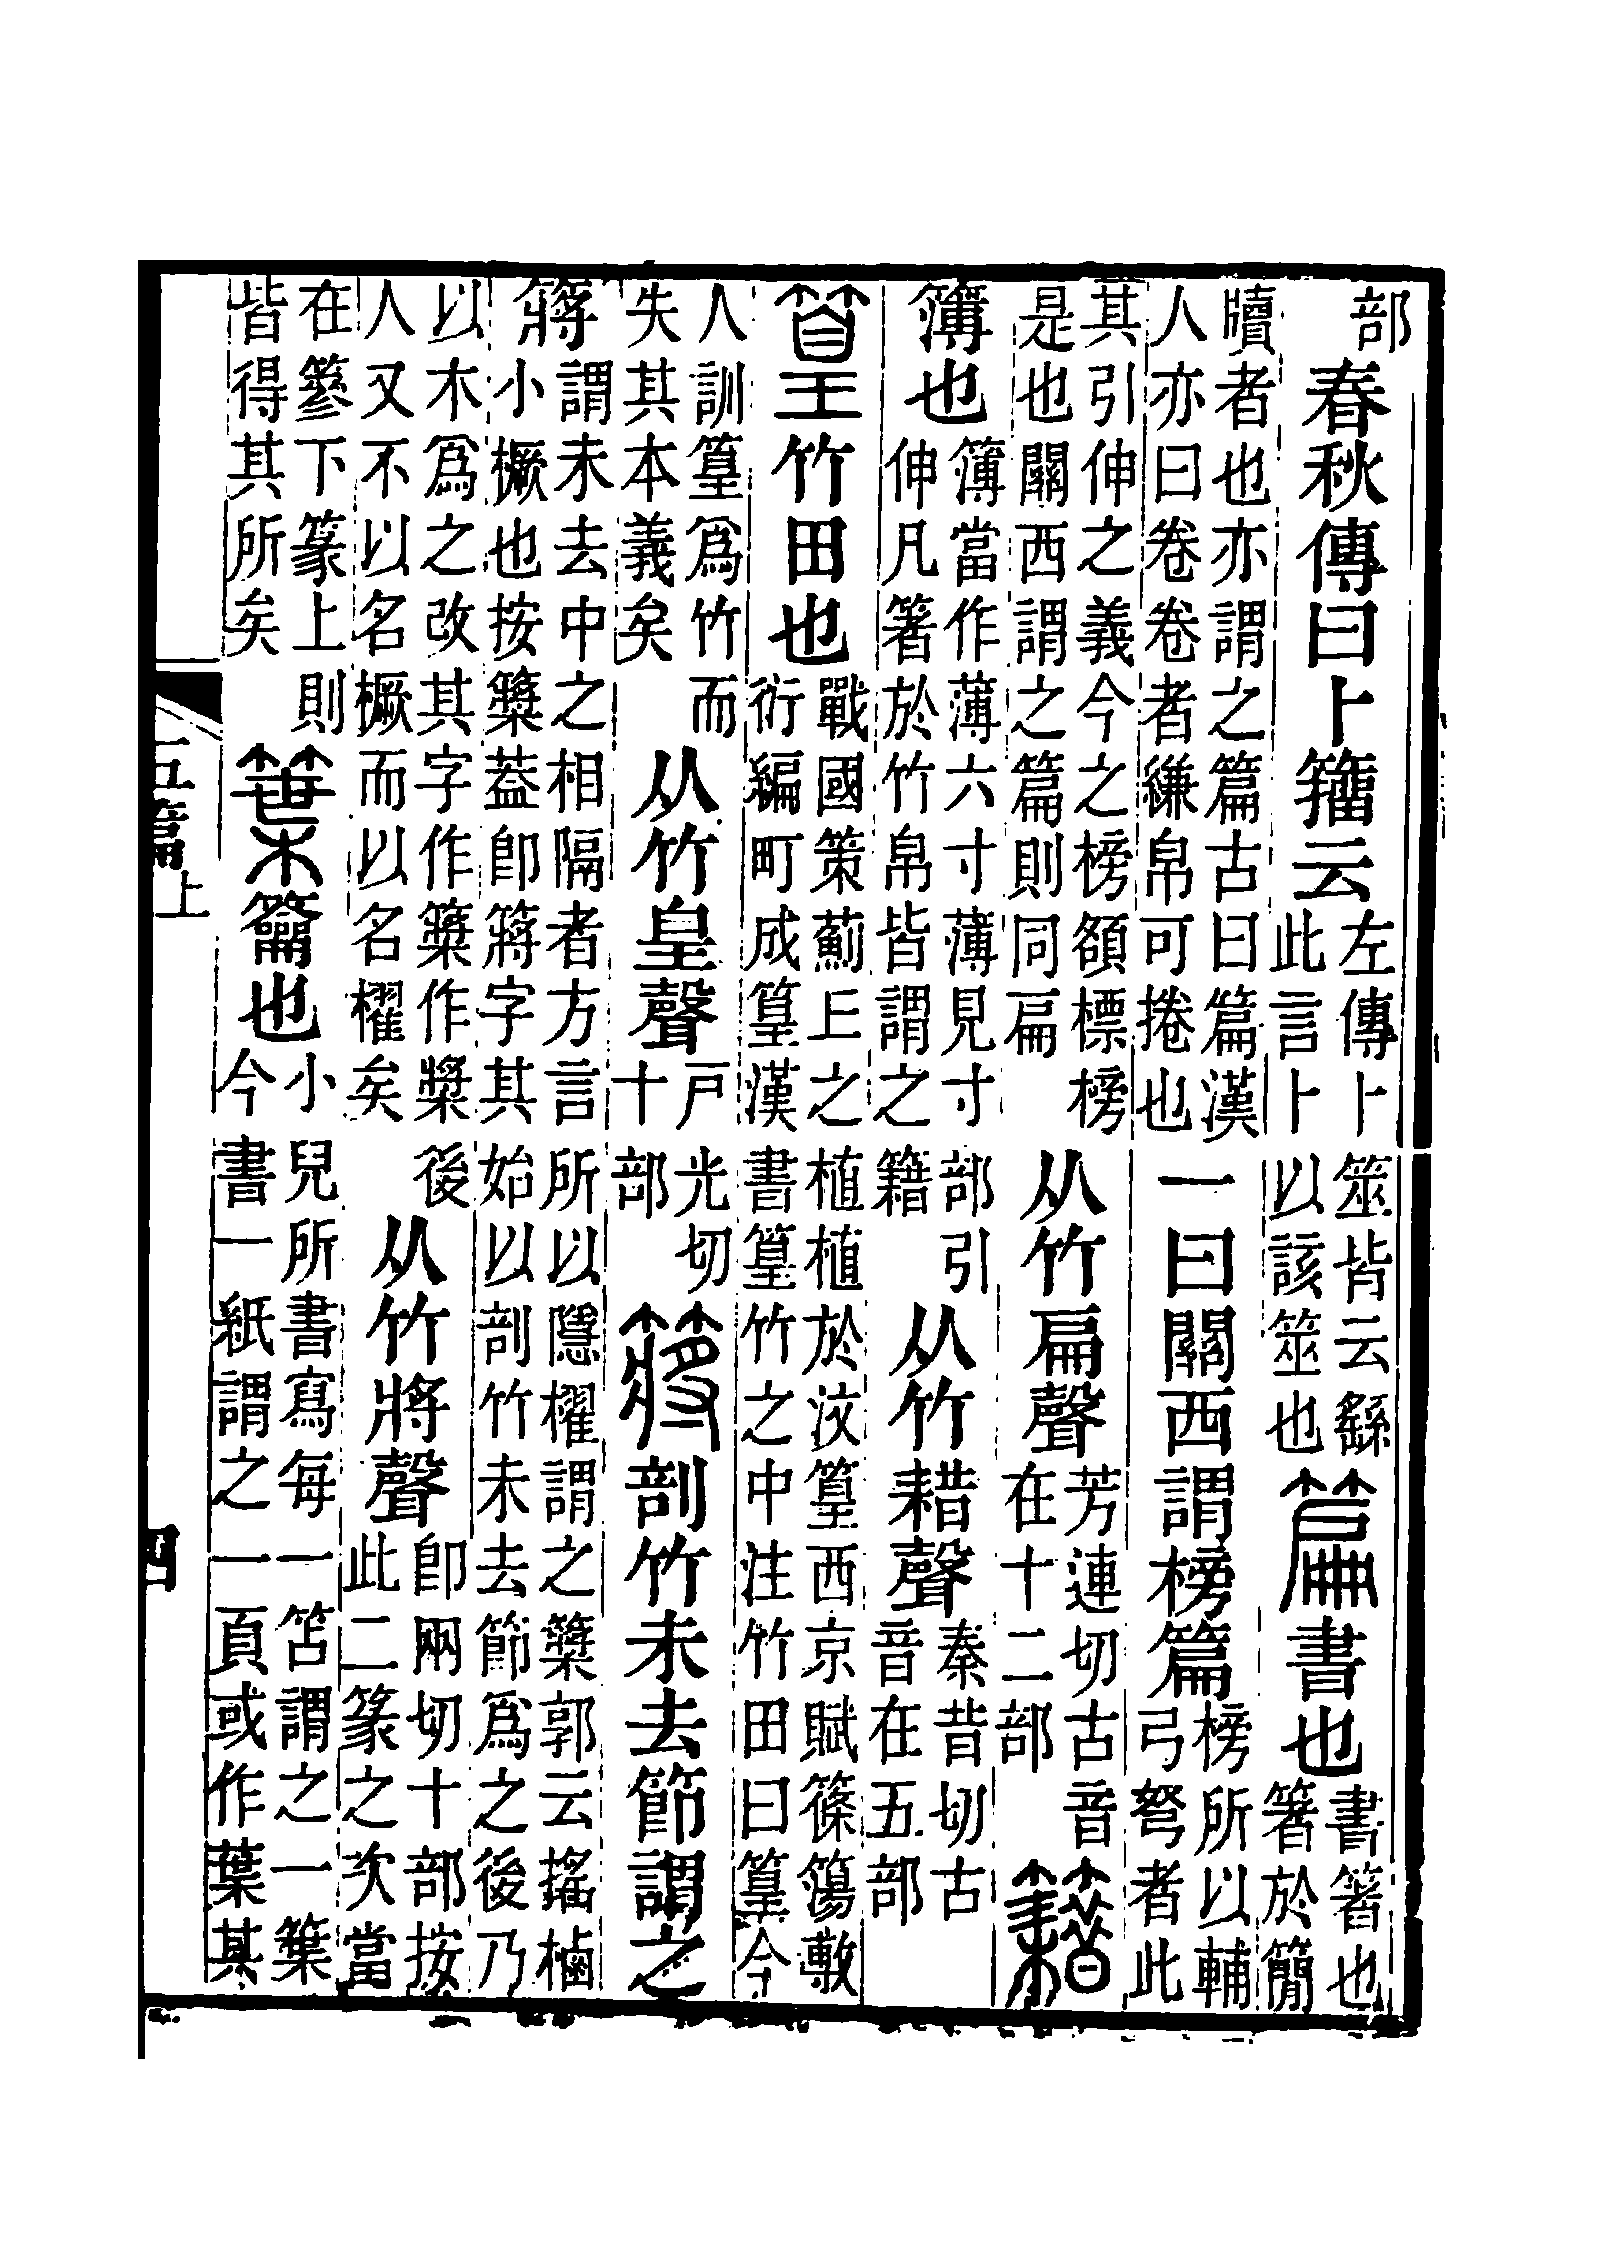 部春秋傳曰卜籒云左傳卜筮皆云繇此言卜以該筮也篇書也書箸也箸於簡
牘者也亦謂之篇古曰篇漢人亦曰卷卷者縑帛可捲也一曰關西謂榜篇榜所以輔弓弩者此
其引伸之義今之榜頟標榜是也關西謂之篇則同扁从竹扁聲芳連切古音在十二部籍
簿也簿當作薄六寸薄見寸部引伸凡箸於竹帛皆謂之籍从竹耤聲秦昔切古音在五部
篁竹田也戰國策薊丘之植植於汶篁西京賦篠簜敷衍編町成篁漢書篁竹之中注竹田曰篁今
人訓篁爲竹而失其本義矣从竹皇聲戸光切十部䉃剖竹未去節謂之
䉃謂未去中之相隔者方言所以隱櫂謂之郭云搖樐小橛也按蓋卽䉃字其始以剖竹未去節爲之後乃
以木爲之改其字作作槳後人又不以名橛而以名櫂矣从竹將聲卽兩切十部按此二篆之次當
在篸下篆上則皆得其所矣䈎籥也小兒所書寫每一笘謂之一䈎今書一紙謂之一頁或作葉其
五篇上
四